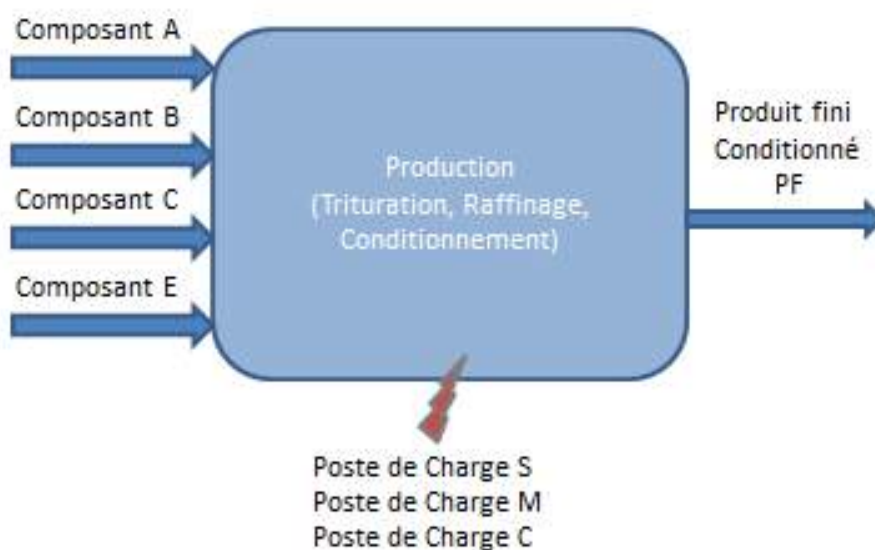 Composant A
Composant B
Composant C
Composant E
Production
(Trituration, Raffinage,
Conditionnement)
Produit fini
Conditionné
PF
Poste de Charge S
Poste de Charge M
Poste de Charge C